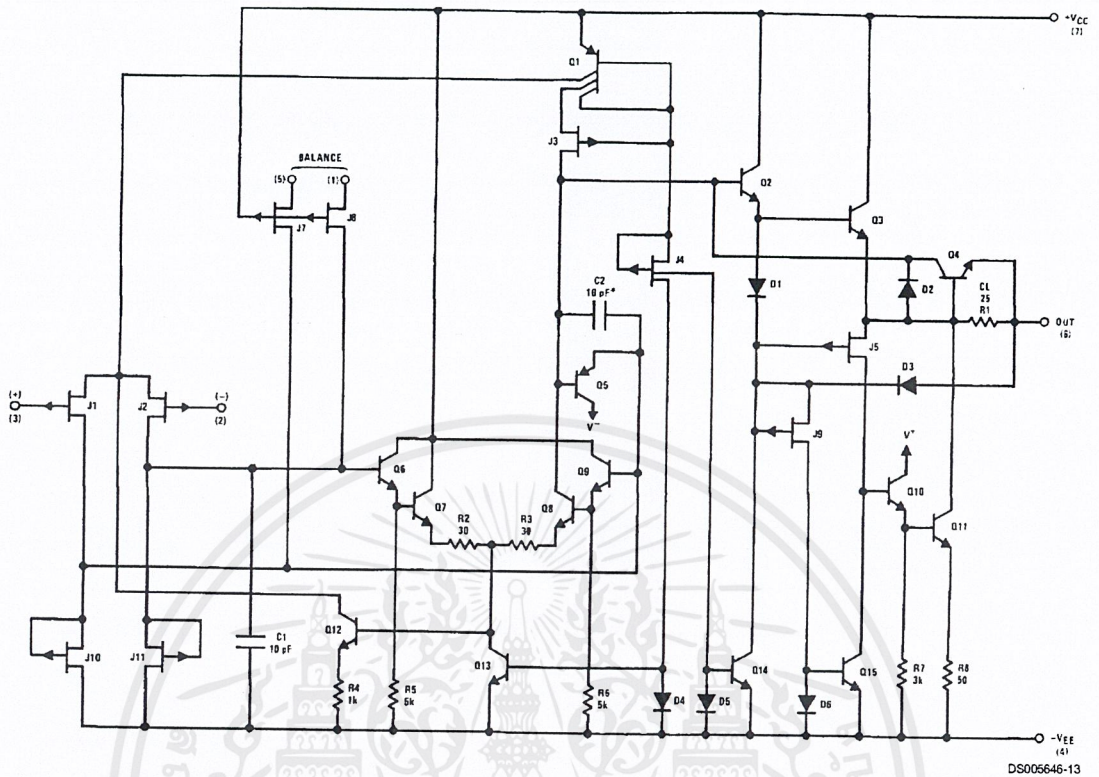 +VCC
(7)
Q1
J3
BALANCE
(5) (1)
J7
J8
Q2
Q3
J4
C2
10 pF*
D1
D2
Q4
CL
25
R1
OUT
(6)
J5
D3
(+)
(3)
J1
J2
(-)
(2)
Q5
V-
J9
V+
Q6
Q7
Q9
Q8
R2
30
R3
30
Q10
Q11
J10
J11
C1
10 pF
Q12
R4
1k
R5
5k
Q13
R6
5k
D4
D5
Q14
D6
Q15
R7
3k
R8
50
-VEE
(4)
DS005646-13